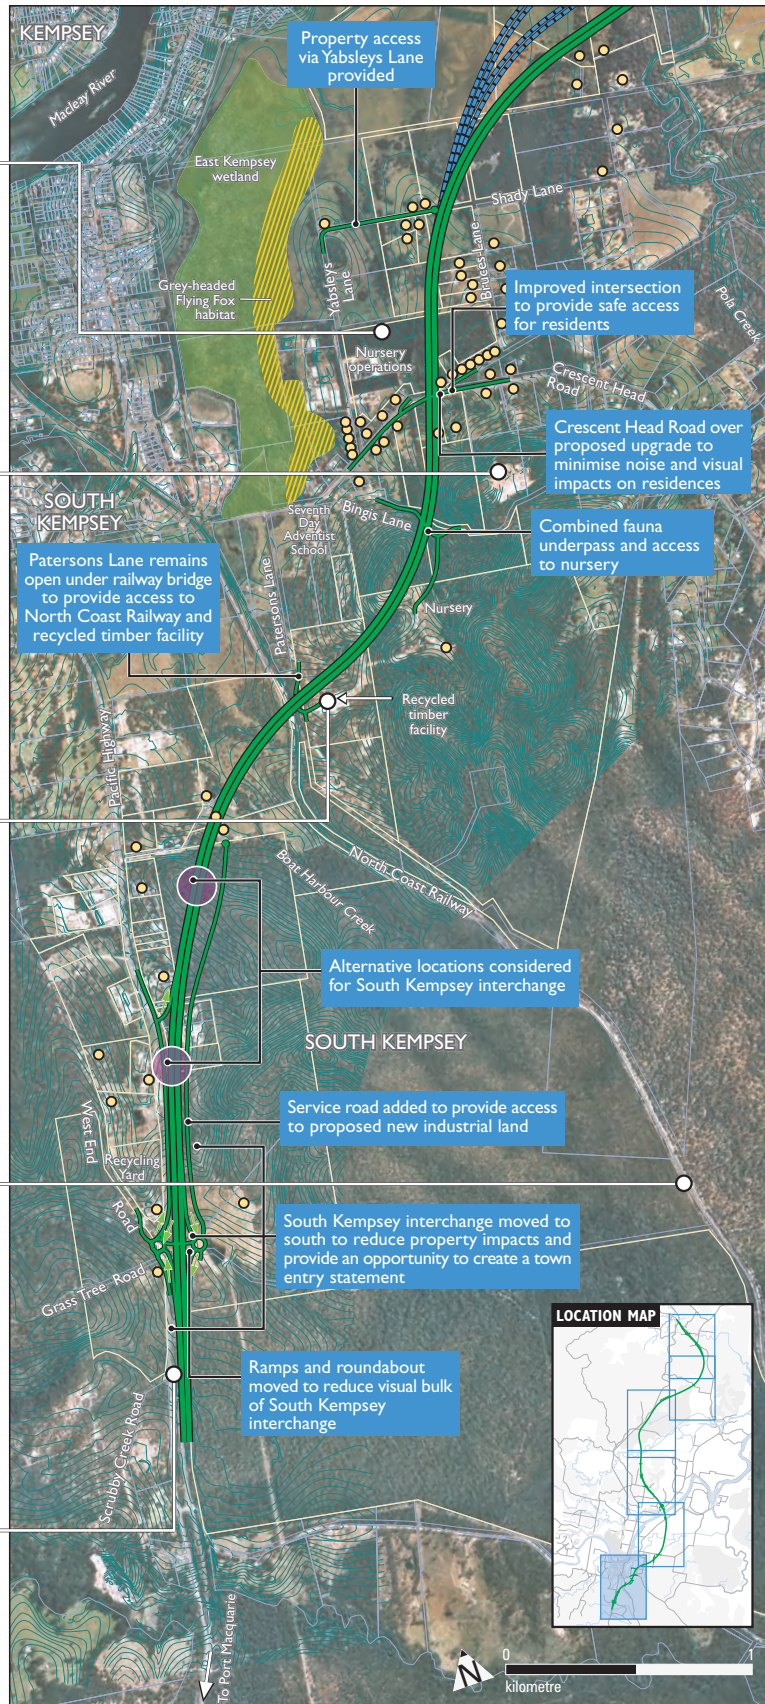 KEMPSEY
Macleay River
Property access
via Yabsleys Lane
provided
East Kempsey
wetland
Shady Lane
Yabsleys
Lane
Bruces Lane
Grey-headed
Flying Fox
habitat
Improved intersection
to provide safe access
for residents
Pola Creek
Nursery
operations
Crescent Head
Road
Crescent Head Road over
proposed upgrade to
minimise noise and visual
impacts on residences
SOUTH
KEMPSEY
Seventh
Day
Adventist
School
Bingis Lane
Combined fauna
underpass and access
to nursery
Patersons Lane remains
open under railway bridge
to provide access to
North Coast Railway and
recycled timber facility
Patersons Lane
Nursery
Recycled
timber
facility
Pacific Highway
North Coast Railway
Boat Harbour Creek
Alternative locations considered
for South Kempsey interchange
SOUTH KEMPSEY
Service road added to provide access
to proposed new industrial land
West End
Road
Recycling
Yard
South Kempsey interchange moved to
south to reduce property impacts and
provide an opportunity to create a town
entry statement
Grass Tree Road
LOCATION MAP
Ramps and roundabout
moved to reduce visual bulk
of South Kempsey
interchange
Scrubby Creek Road
To Port Macquarie
N
0
1
kilometre